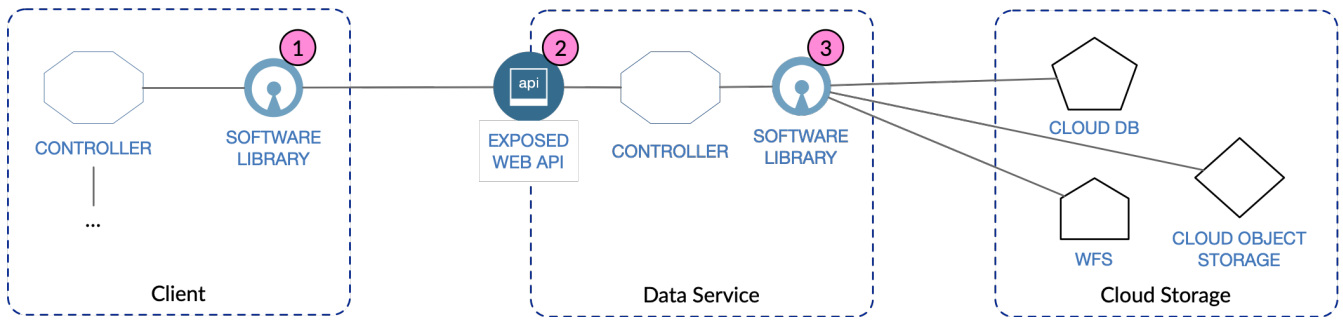 1
2
3
api
CONTROLLER
SOFTWARE
LIBRARY
EXPOSED
WEB API
CONTROLLER
SOFTWARE
LIBRARY
CLOUD DB
WFS
CLOUD OBJECT
STORAGE
...
Client
Data Service
Cloud Storage